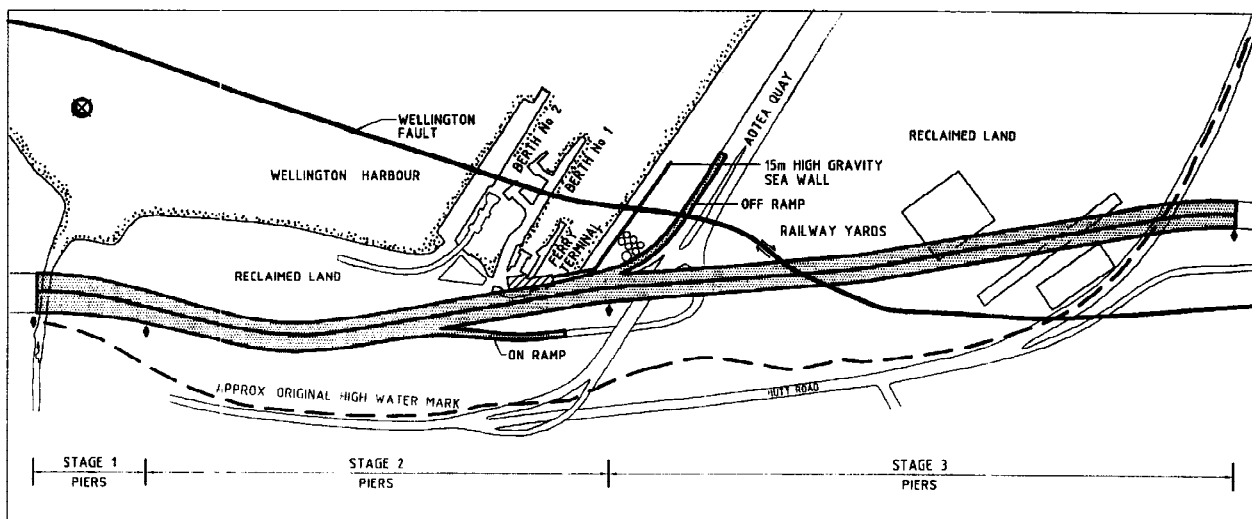 WELLINGTON
FAULT
BERTH No 2
BERTH No 1
AOTEA QUAY
RECLAIMED LAND
15m HIGH GRAVITY
SEA WALL
WELLINGTON HARBOUR
OFF RAMP
RAILWAY YARDS
FERRY
TERMINAL
RECLAIMED LAND
ON RAMP
APPROX ORIGINAL HIGH WATER MARK
HUTT ROAD
STAGE 1
PIERS
STAGE 2
PIERS
STAGE 3
PIERS